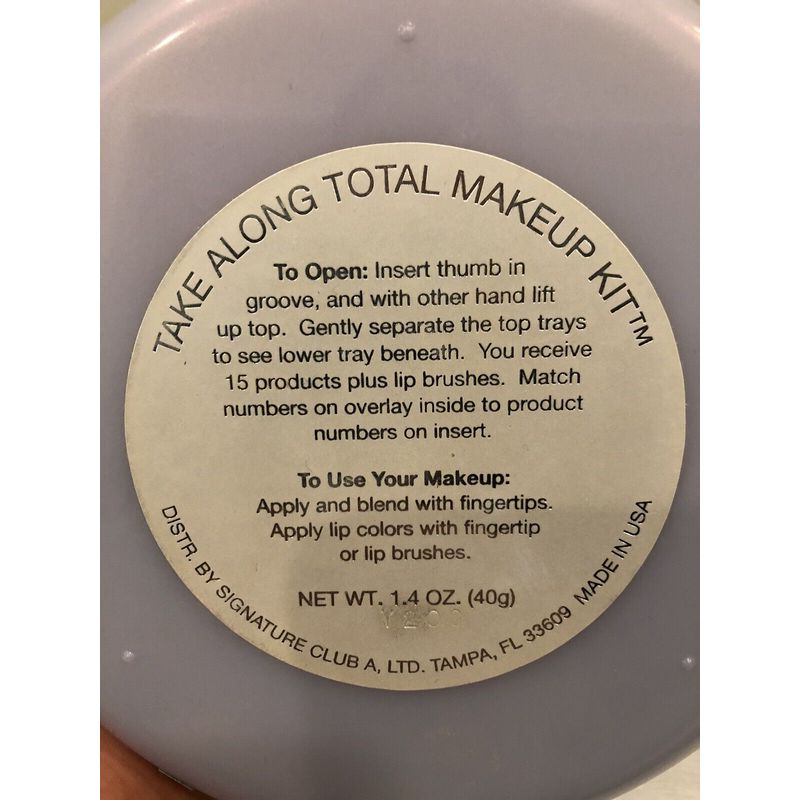 TAKE ALONG TOTAL MAKEUP KIT™
To Open: Insert thumb in
groove, and with other hand lift
up top. Gently separate the top trays
to see lower tray beneath. You receive
15 products plus lip brushes. Match
numbers on overlay inside to product
numbers on insert.
To Use Your Makeup:
Apply and blend with fingertips.
Apply lip colors with fingertip
or lip brushes.
NET WT. 1.4 OZ. (40g)
DISTR. BY SIGNATURE CLUB A, LTD. TAMPA, FL 33609 MADE IN USA